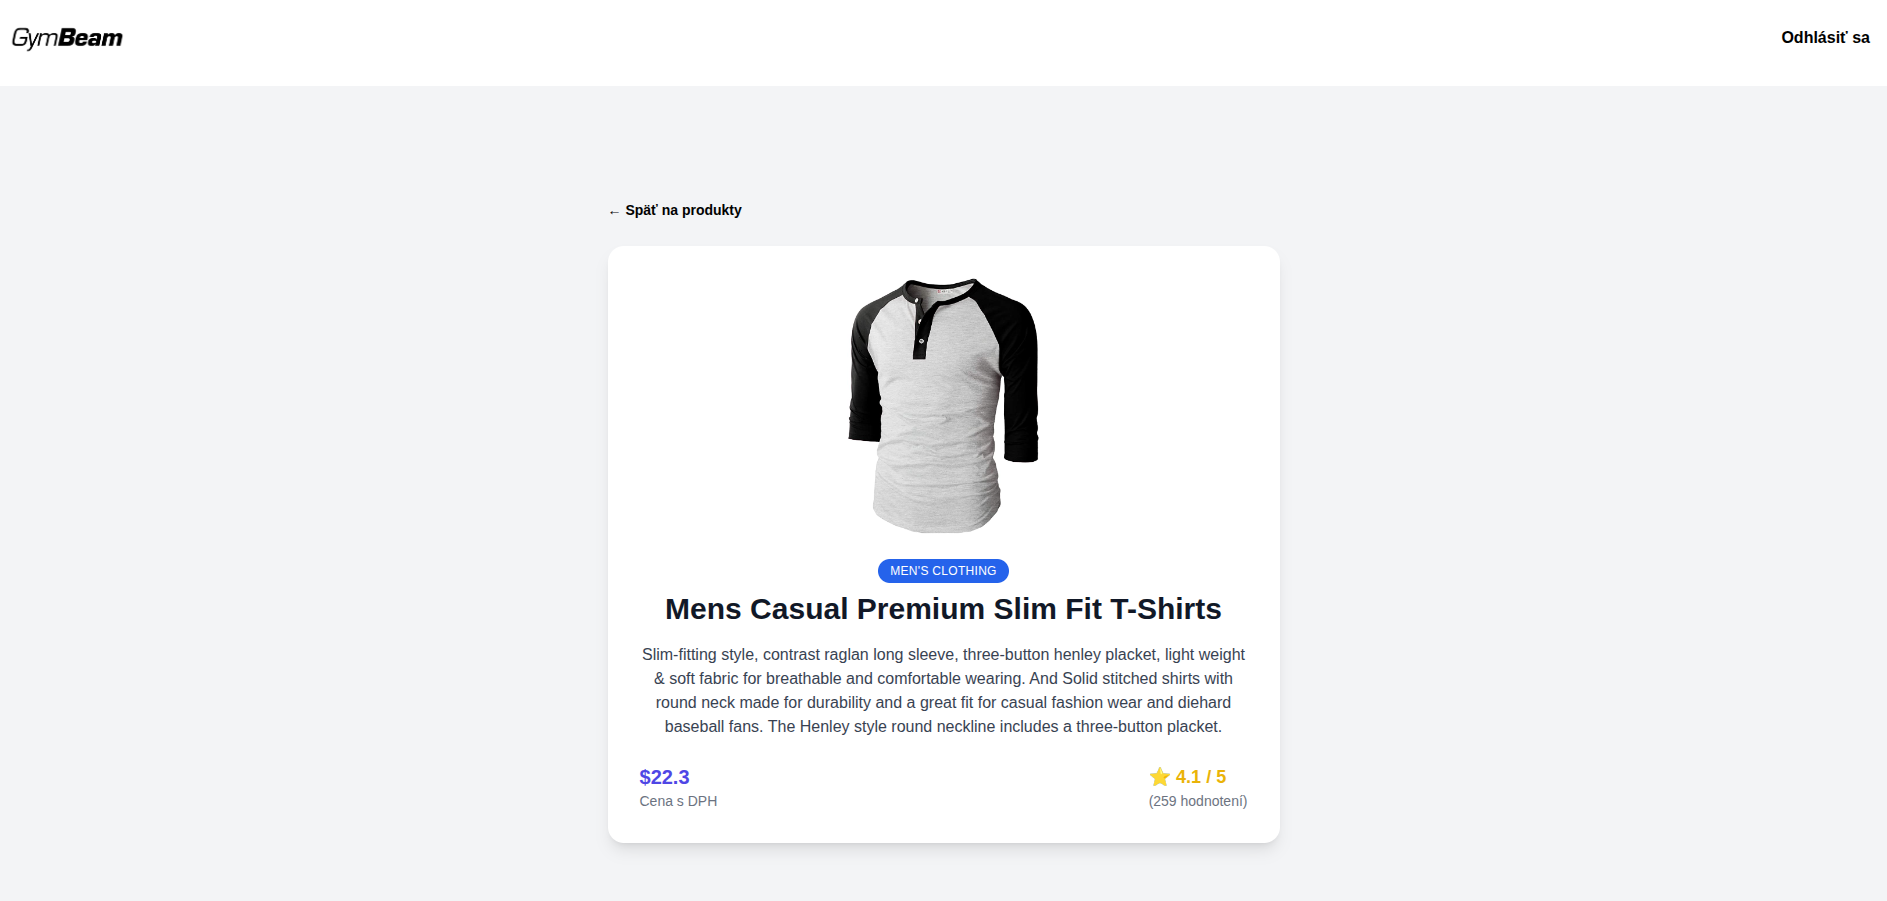 GymBeam
Odhlásiť sa
← Späť na produkty
MEN'S CLOTHING
Mens Casual Premium Slim Fit T-Shirts
Slim-fitting style, contrast raglan long sleeve, three-button henley placket, light weight
& soft fabric for breathable and comfortable wearing. And Solid stitched shirts with
round neck made for durability and a great fit for casual fashion wear and diehard
baseball fans. The Henley style round neckline includes a three-button placket.
$22.3
Cena s DPH
⭐ 4.1 / 5
(259 hodnotení)